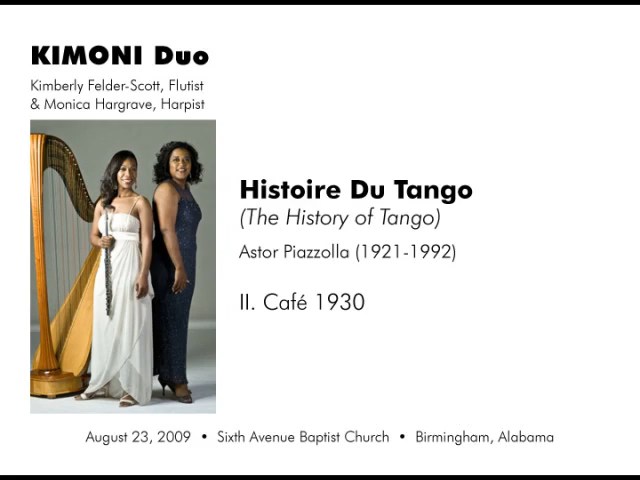 KIMONI Duo
Kimberly Felder-Scott, Flutist
& Monica Hargrave, Harpist
Histoire Du Tango
(The History of Tango)
Astor Piazzolla (1921-1992)
II. Café 1930
August 23, 2009 • Sixth Avenue Baptist Church • Birmingham, Alabama